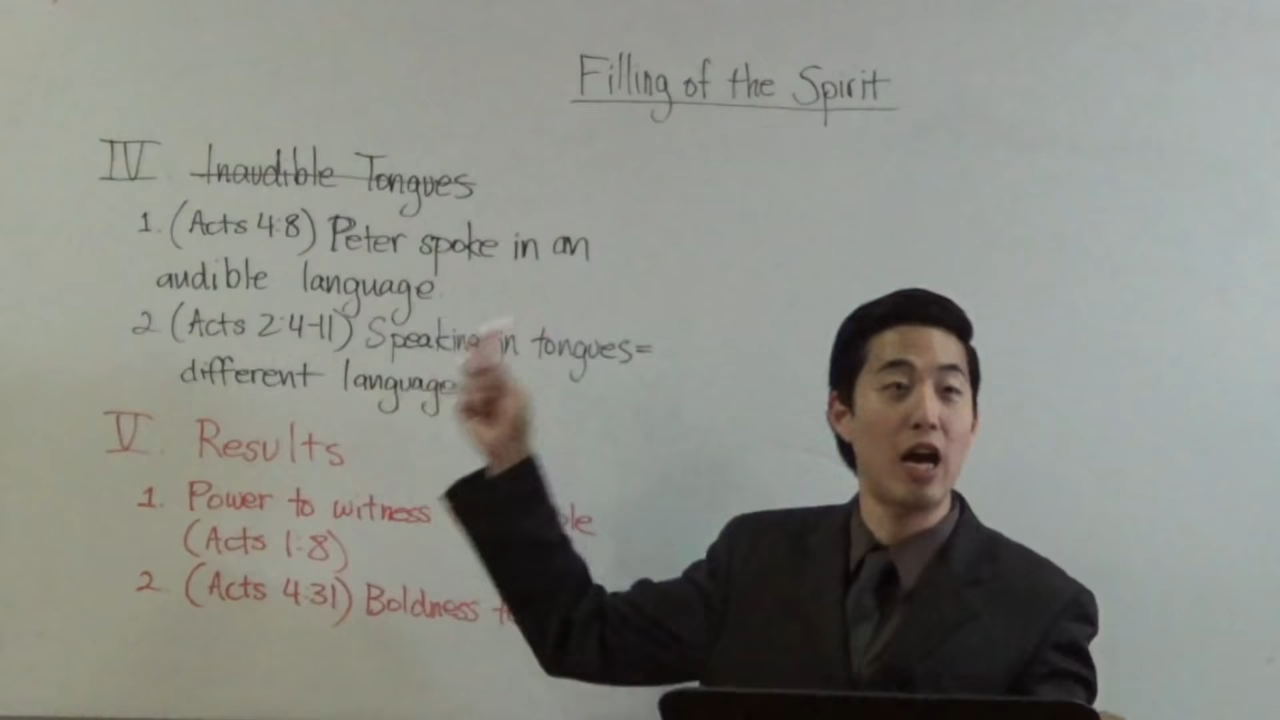 Filling of the Spirit
IV Inaudible Tongues
1. (Acts 4:8) Peter spoke in an
audible language
2 (Acts 2:4-11) Speaking in tongues=
different language
V. Results
1. Power to witness
(Acts 1:8)
2 (Acts 4:31) Boldness